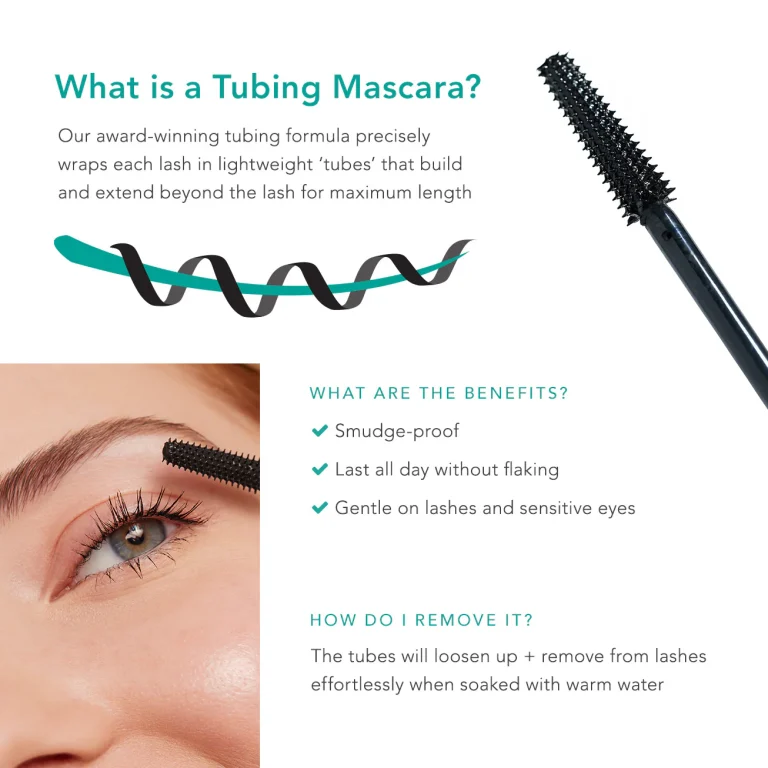 What is a Tubing Mascara?
Our award-winning tubing formula precisely
wraps each lash in lightweight ‘tubes’ that build
and extend beyond the lash for maximum length
WHAT ARE THE BENEFITS?
Smudge-proof
Last all day without flaking
Gentle on lashes and sensitive eyes
HOW DO I REMOVE IT?
The tubes will loosen up + remove from lashes
effortlessly when soaked with warm water